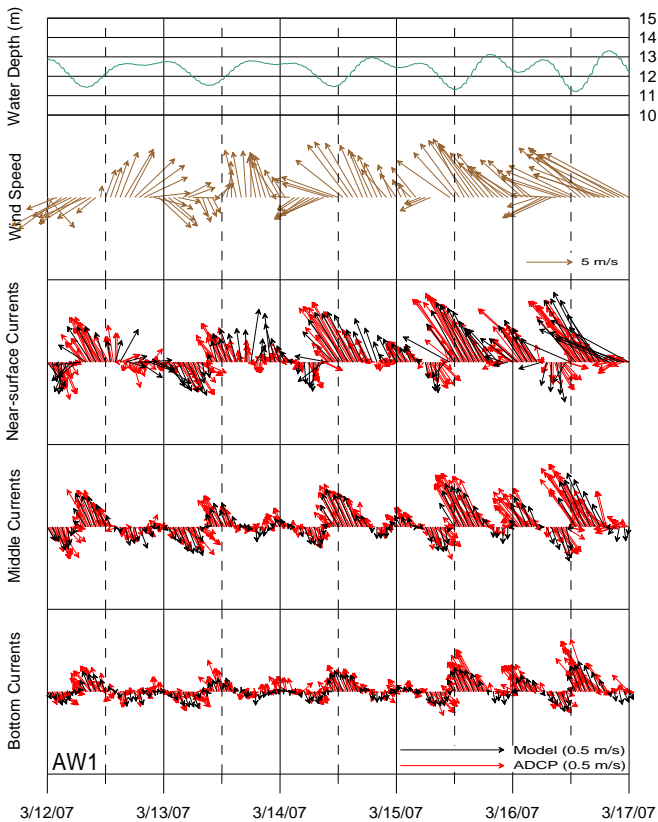 Water Depth (m)
15
14
13
12
11
10
Wind Speed
5 m/s
Near-surface Currents
Middle Currents
Bottom Currents
AW1
Model (0.5 m/s)
ADCP (0.5 m/s)
3/12/07 3/13/07 3/14/07 3/15/07 3/16/07 3/17/07